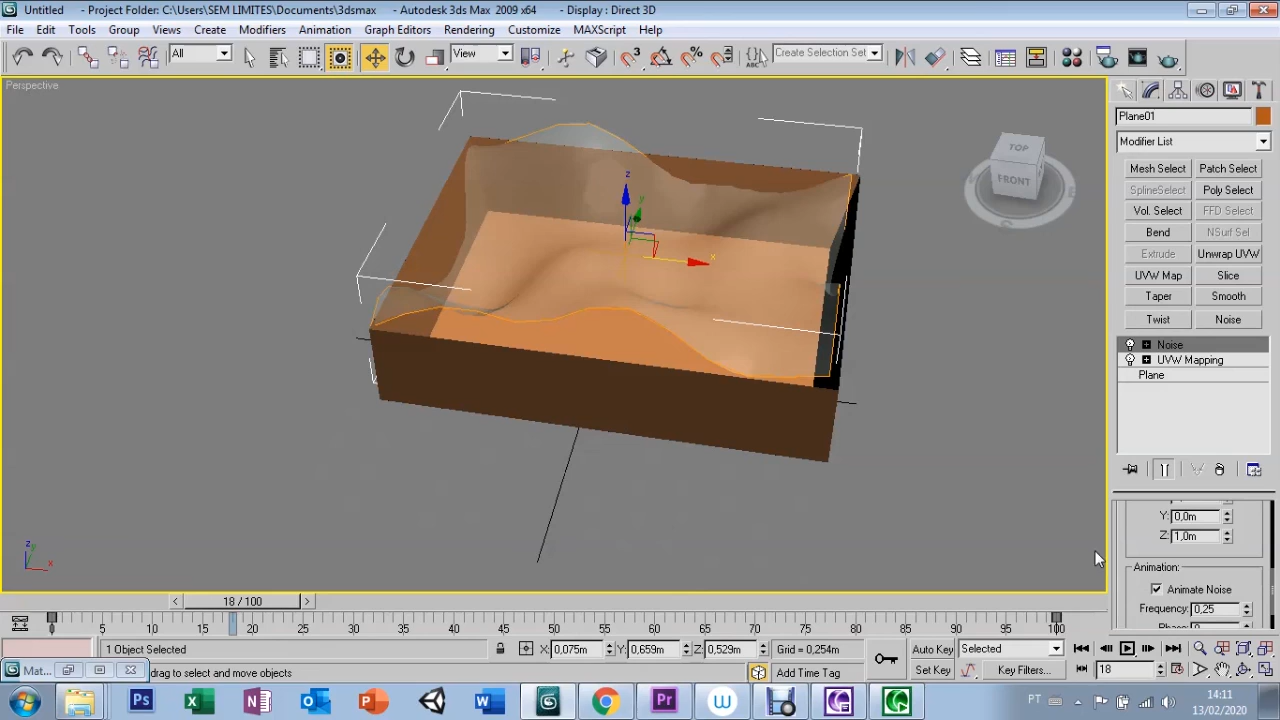 Untitled - Project Folder: C:\Users\SEM LIMITES\Documents\3dsmax - Autodesk 3ds Max 2009 x64 - Display : Direct 3D
File Edit Tools Group Views Create Modifiers Animation Graph Editors Rendering Customize MAXScript Help
All View 3 % Create Selection Set
Perspective
Plane01
Modifier List
Mesh Select Patch Select
SplineSelect Poly Select
Vol. Select FFD Select
Bend NSurf Sel
Extrude Unwrap UVW
UVW Map Slice
Taper Smooth
Twist Noise
TOP
FRONT
z
y
x
Noise
UVW Mapping
Plane
Y: 0,0m
Z: 1,0m
Animation:
Animate Noise
Frequency: 0,25
z
y
x
18 / 100
0 5 10 15 20 25 30 35 40 45 50 55 60 65 70 75 80 85 90 95 100
1 Object Selected X: 0,075m Y: 0,659m Z: 0,529m Grid = 0,254m Auto Key Selected
Mat... drag to select and move objects Add Time Tag Set Key Key Filters... 18
Ps W Pr W
PT 14:11
13/02/2020